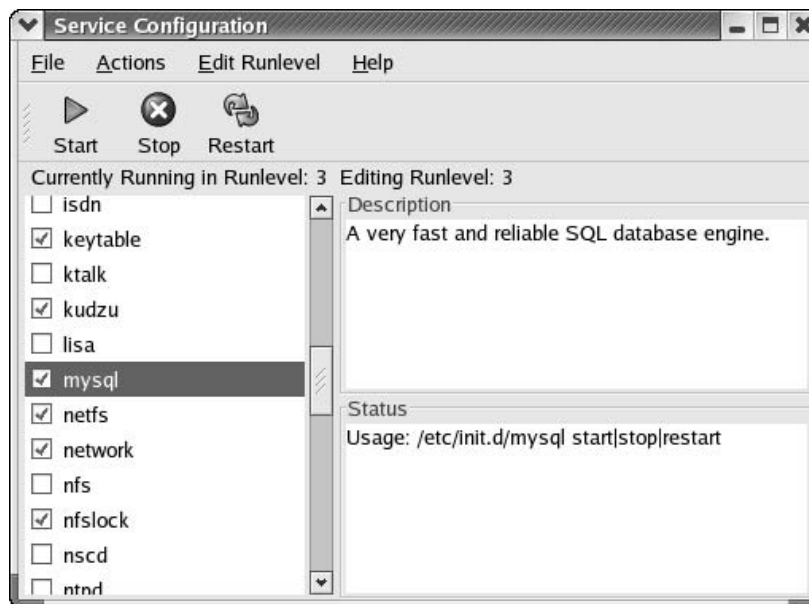 Service Configuration
File Actions Edit Runlevel Help
Start Stop Restart
Currently Running in Runlevel: 3 Editing Runlevel: 3
isdn
keytable
ktalk
kudzu
lisa
mysql
netfs
network
nfs
nfslock
nscd
ntpd
Description
A very fast and reliable SQL database engine.
Status
Usage: /etc/init.d/mysql start|stop|restart